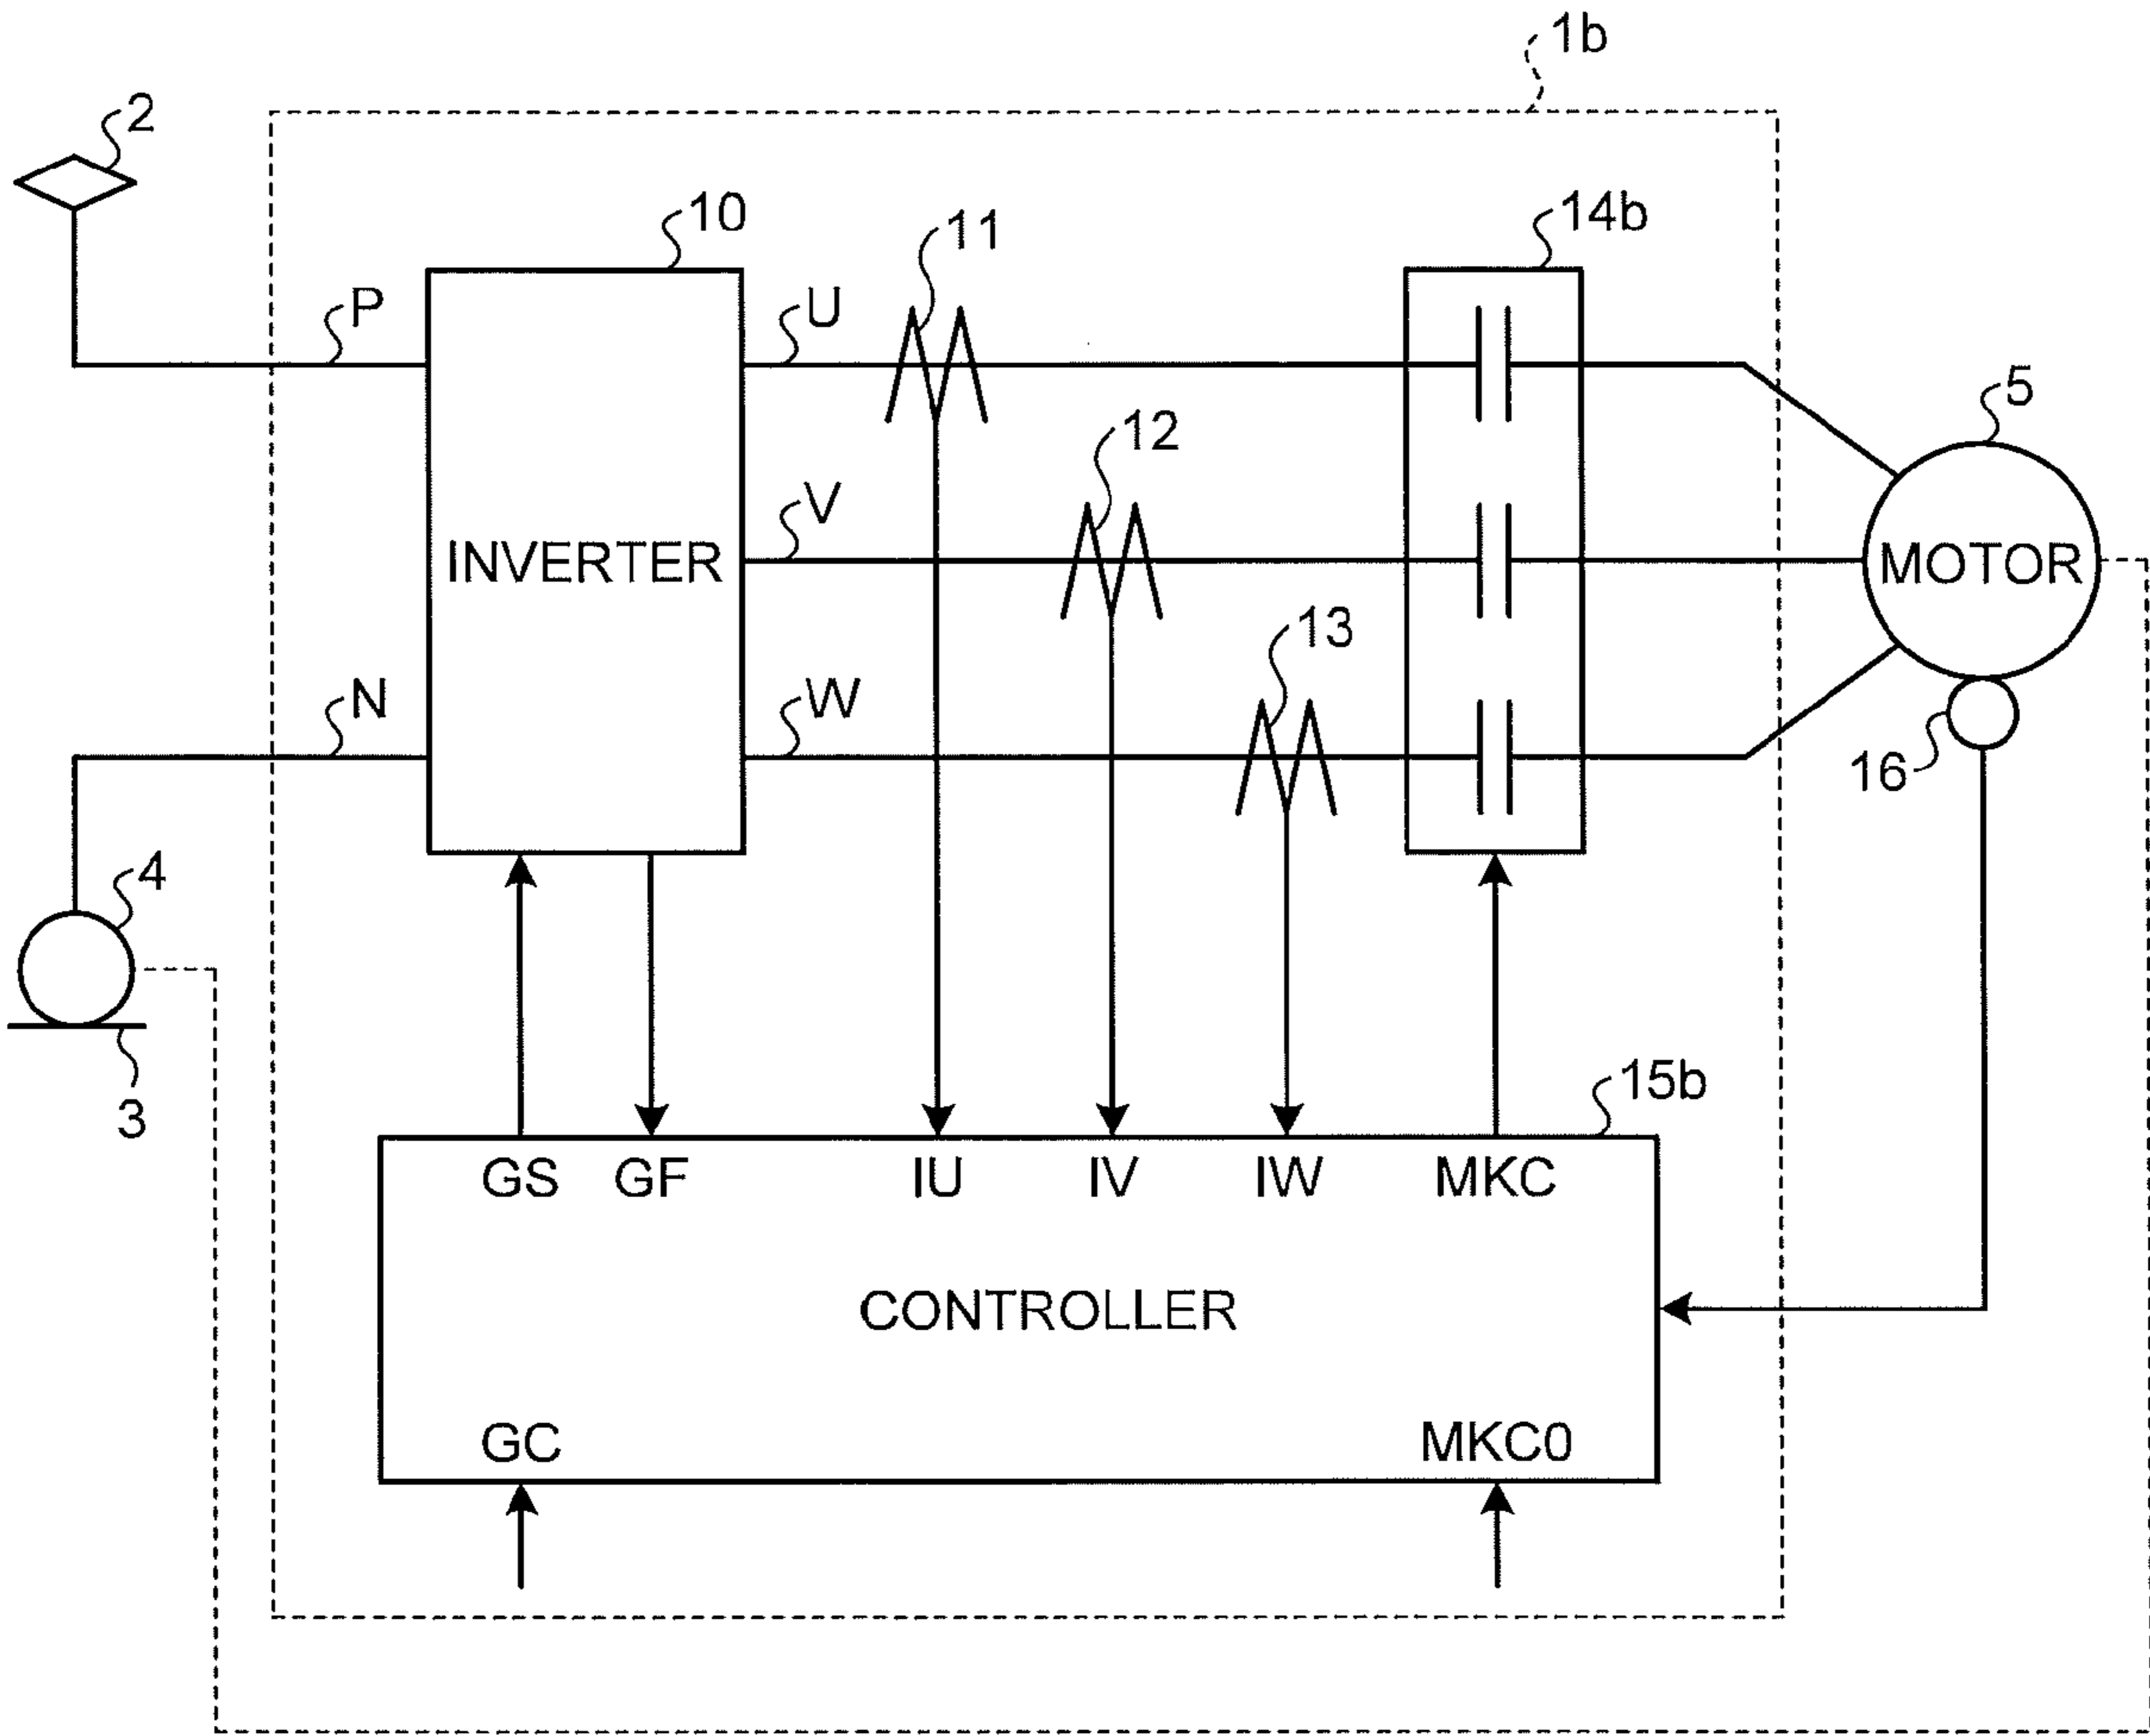 1b
2
10
11
14b
P
U
5
12
V
INVERTER
MOTOR
13
N
W
16
4
15b
3
GS GF IU IV IW MKC
CONTROLLER
GC MKC0